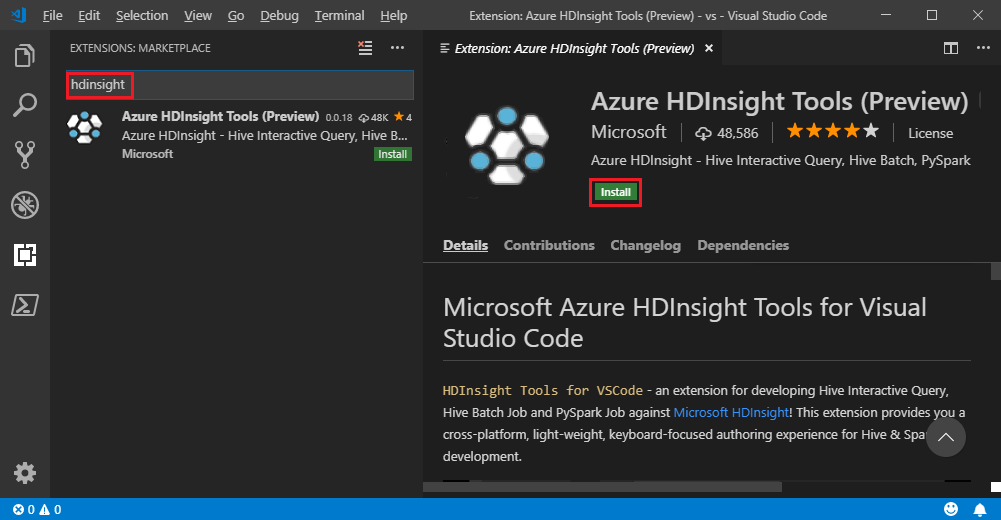 File Edit Selection View Go Debug Terminal Help
Extension: Azure HDInsight Tools (Preview) - vs - Visual Studio Code
EXTENSIONS: MARKETPLACE
hdinsight
Azure HDInsight Tools (Preview) 0.0.18 48K 4
Azure HDInsight - Hive Interactive Query, Hive B...
Microsoft
Install
Extension: Azure HDInsight Tools (Preview)
Azure HDInsight Tools (Preview)
Microsoft 48,586 License
Azure HDInsight - Hive Interactive Query, Hive Batch, PySpark
Install
Details Contributions Changelog Dependencies
Microsoft Azure HDInsight Tools for Visual
Studio Code
HDInsight Tools for VSCode - an extension for developing Hive Interactive Query,
Hive Batch Job and PySpark Job against Microsoft HDInsight! This extension provides you a
cross-platform, light-weight, keyboard-focused authoring experience for Hive &
development.
0 0